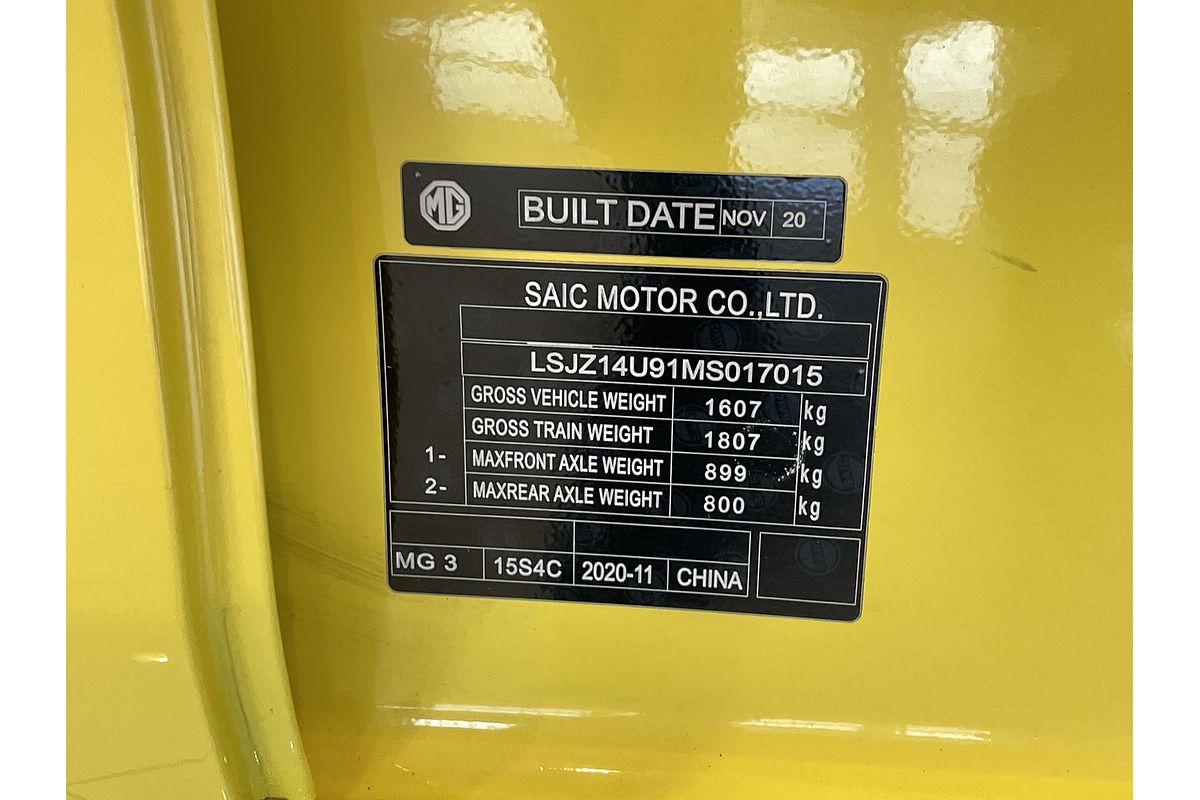 MG BUILT DATE NOV 20
SAIC MOTOR CO.,LTD.
LSJZ14U91MS017015
GROSS VEHICLE WEIGHT 1607 kg
GROSS TRAIN WEIGHT 1807 kg
1- MAXFRONT AXLE WEIGHT 899 kg
2- MAXREAR AXLE WEIGHT 800 kg
MG 3 15S4C 2020-11 CHINA